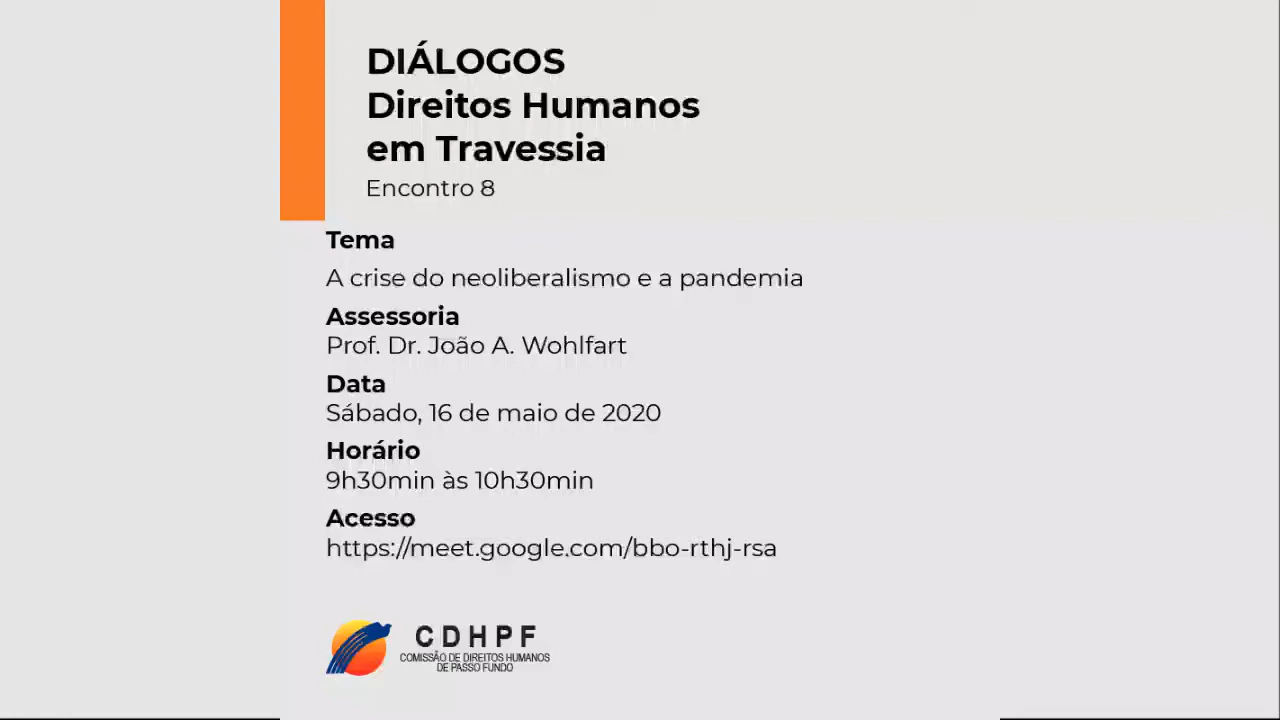 DIÁLOGOS
Direitos Humanos
em Travessia
Encontro 8
Tema
A crise do neoliberalismo e a pandemia
Assessoria
Prof. Dr. João A. Wohlfart
Data
Sábado, 16 de maio de 2020
Horário
9h30min às 10h30min
Acesso
https://meet.google.com/bbo-rthj-rsa
CDHPF
COMISSÃO DE DIREITOS HUMANOS
DE PASSO FUNDO